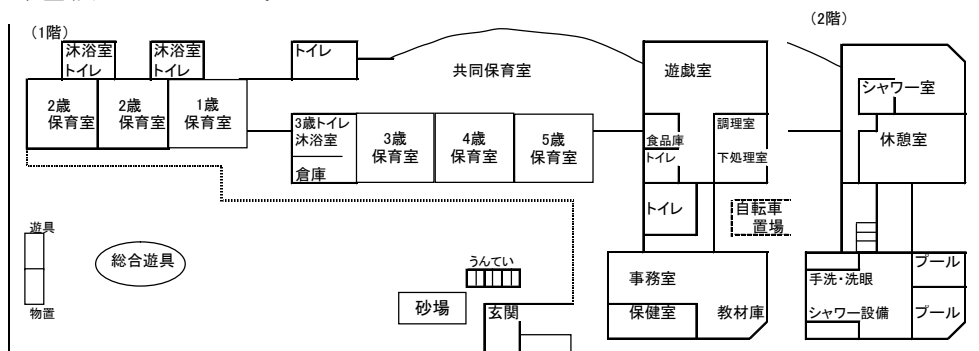 （2階）
（1階）
沐浴室
トイレ
沐浴室
トイレ
トイレ
共同保育室
遊戯室
シャワー室
2歳
保育室
2歳
保育室
1歳
保育室
3歳トイレ
沐浴室
倉庫
3歳
保育室
4歳
保育室
5歳
保育室
食品庫
トイレ
調理室
下処理室
休憩室
トイレ
自転車
置場
遊具
総合遊具
物置
うんてい
砂場
玄関
事務室
保健室
教材庫
手洗・洗眼
シャワー設備
プール
プール